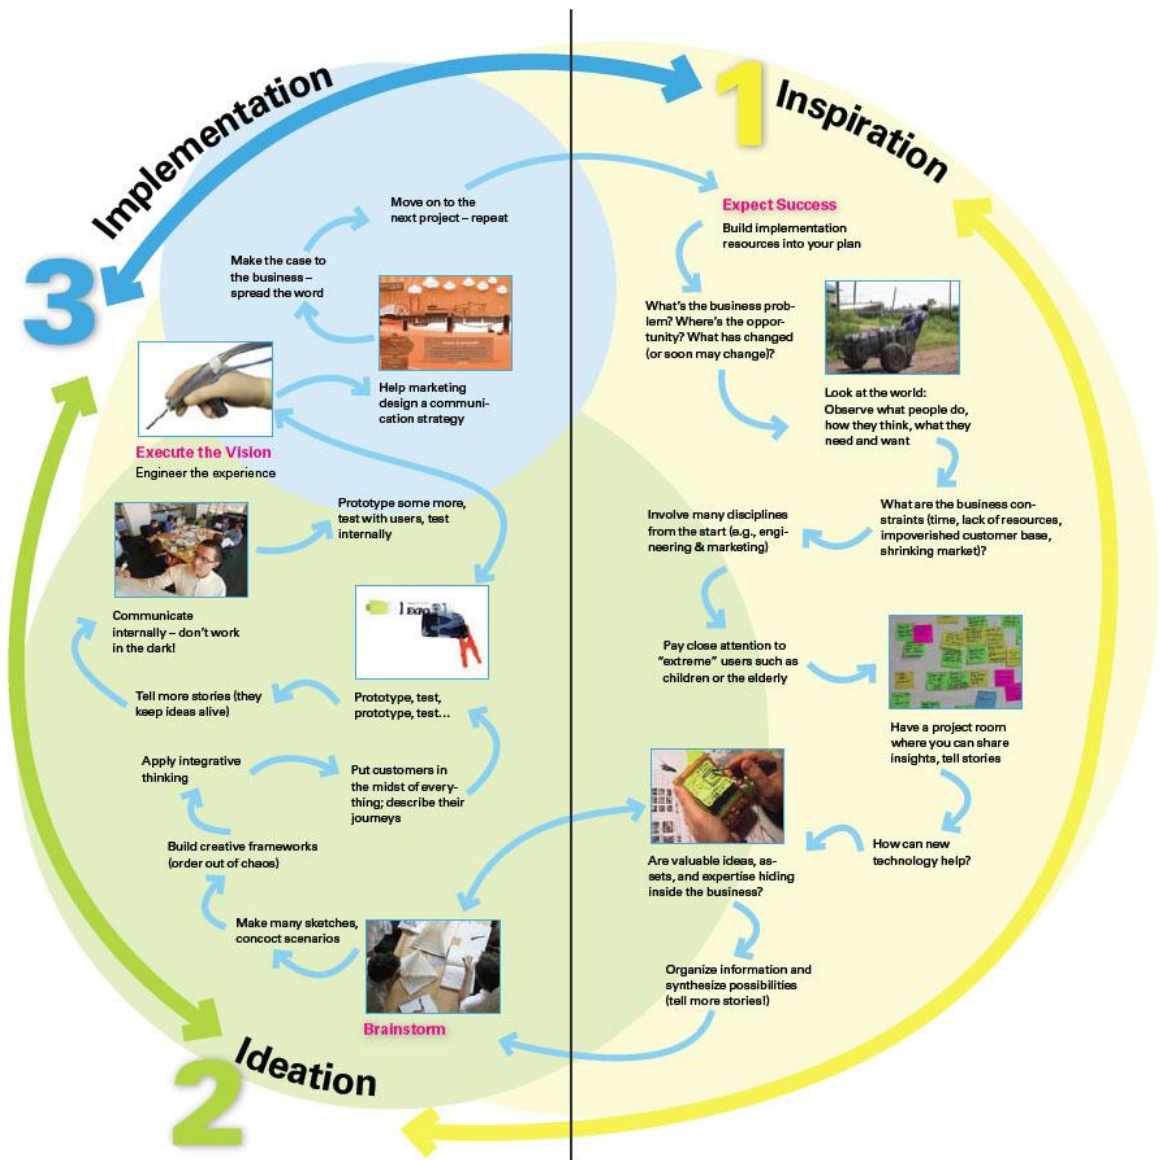 1
Inspiration
Expect Success
Build implementation
resources into your plan
What's the business prob-
lem? Where's the oppor-
tunity? What has changed
(or soon may change)?
Look at the world:
Observe what people do,
how they think, what they
need and want
What are the business con-
straints (time, lack of resources,
impoverished customer base,
shrinking market)?
Involve many disciplines
from the start (e.g., engi-
neering & marketing)
Pay close attention to
“extreme” users such as
children or the elderly
Have a project room
where you can share
insights, tell stories
How can new
technology help?
Are valuable ideas, as-
sets, and expertise hiding
inside the business?
Organize information and
synthesize possibilities
(tell more stories!)
2
Ideation
Brainstorm
Make many sketches,
concoct scenarios
Build creative frameworks
(order out of chaos)
Apply integrative
thinking
Put customers in
the midst of every-
thing; describe their
journeys
EXPO
Prototype, test,
prototype, test...
Tell more stories (they
keep ideas alive)
Communicate
internally – don't work
in the dark!
Prototype some more,
test with users, test
internally
3
Implementation
Execute the Vision
Engineer the experience
Help marketing
design a communi-
cation strategy
Make the case to
the business –
spread the word
Move on to the
next project – repeat